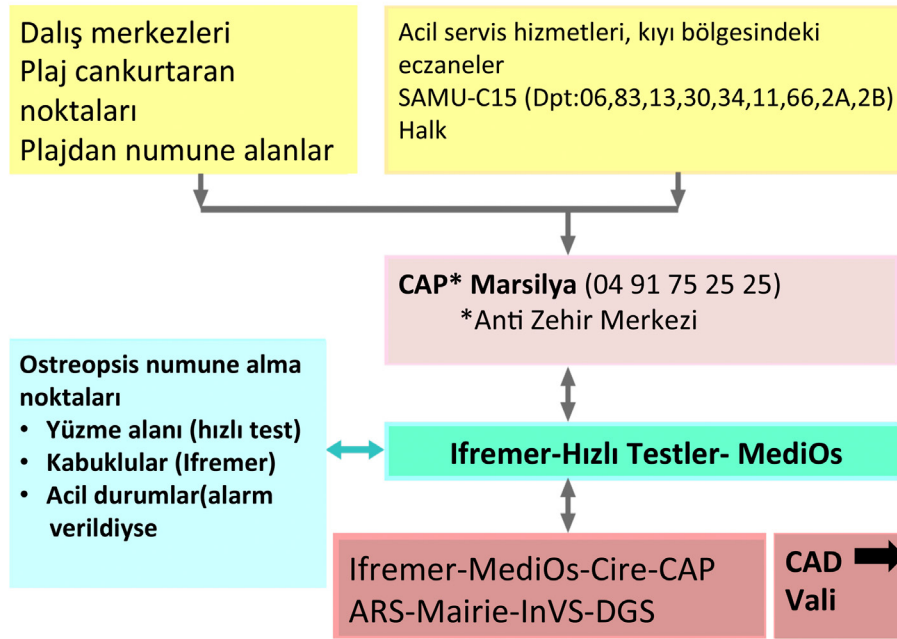 Dalış merkezleri
Plaj cankurtaran
noktaları
Plajdan numune alanlar
Acil servis hizmetleri, kıyı bölgesindeki
eczaneler
SAMU-C15 (Dpt:06,83,13,30,34,11,66,2A,2B)
Halk
CAP* Marsilya (04 91 75 25 25)
*Anti Zehir Merkezi
Ostreopsis numune alma
noktaları
• Yüzme alanı (hızlı test)
• Kabuklular (Ifremer)
• Acil durumlar(alarm
verildiyse
Ifremer-Hızlı Testler- MediOs
Ifremer-MediOs-Cire-CAP
ARS-Mairie-InVS-DGS
CAD
Vali